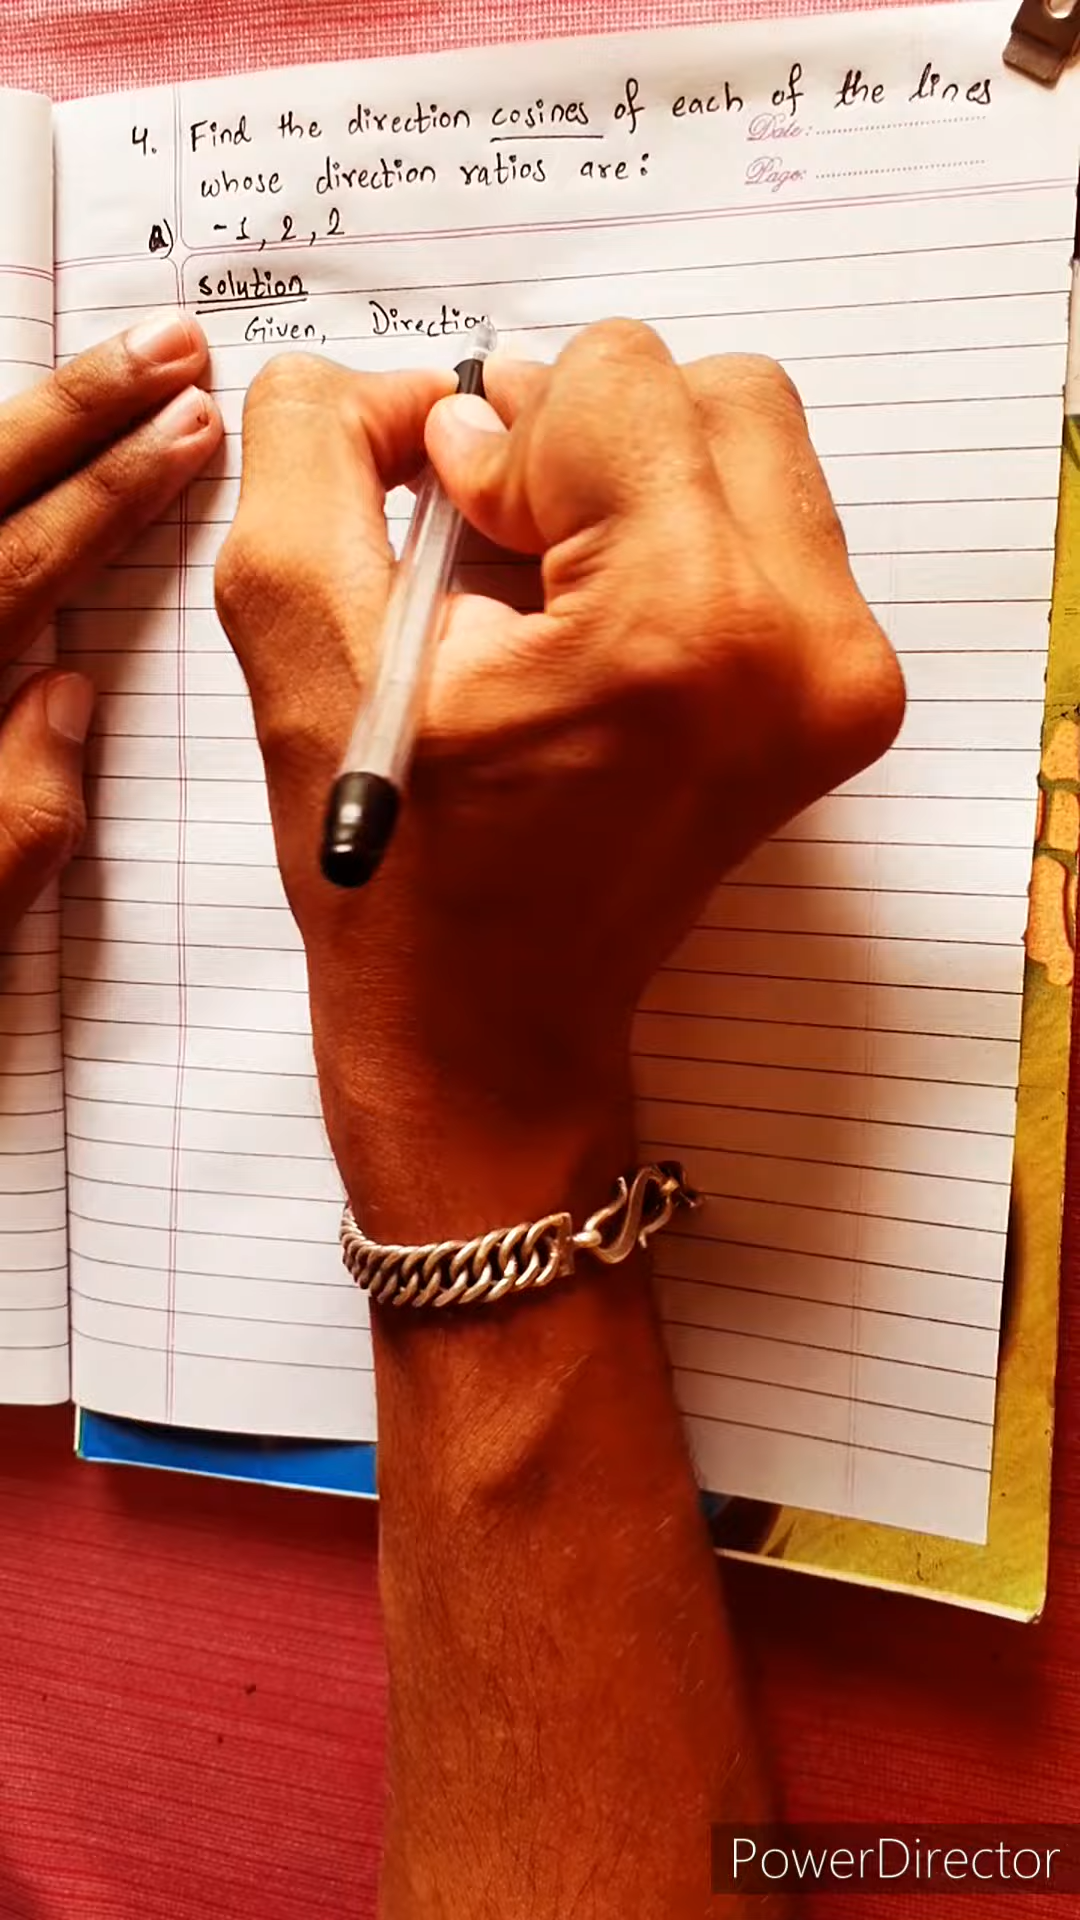 4. Find the direction cosines of each of the lines
Date:
whose direction ratios are:
Page:
a) -1, 2, 2
Solution
Given, Direction
PowerDirector